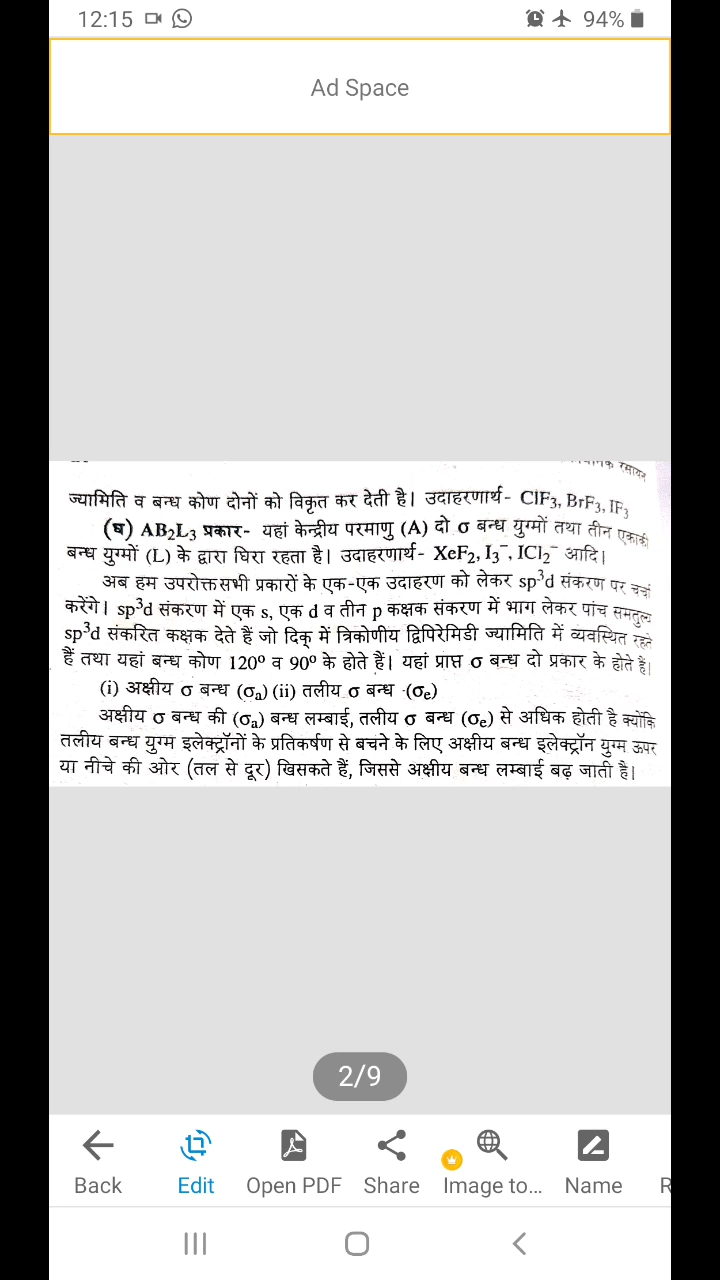 12:15 94%
Ad Space
ज्यामिति व बन्ध कोण दोनों को विकृत कर देती है। उदाहरणार्थ- ClF₃, BrF₃, IF₃
(घ) AB₂L₃ प्रकार- यहां केन्द्रीय परमाणु (A) दो σ बन्ध युग्मों तथा तीन एकाकी
बन्ध युग्मों (L) के द्वारा घिरा रहता है। उदाहरणार्थ- XeF₂, I₃⁻, ICl₂⁻ आदि।
अब हम उपरोक्त सभी प्रकारों के एक-एक उदाहरण को लेकर sp³d संकरण पर चर्चा
करेंगे। sp³d संकरण में एक s, एक d व तीन p कक्षक संकरण में भाग लेकर पांच समतुल्य
sp³d संकरित कक्षक देते हैं जो दिक् में त्रिकोणीय द्विपिरेमिडी ज्यामिति में व्यवस्थित रहते
हैं तथा यहां बन्ध कोण 120⁰ व 90⁰ के होते हैं। यहां प्राप्त σ बन्ध दो प्रकार के होते हैं।
(i) अक्षीय σ बन्ध (σₐ) (ii) तलीय σ बन्ध (σₑ)
अक्षीय σ बन्ध की (σₐ) बन्ध लम्बाई, तलीय σ बन्ध (σₑ) से अधिक होती है क्योंकि
तलीय बन्ध युग्म इलेक्ट्रॉनों के प्रतिकर्षण से बचने के लिए अक्षीय बन्ध इलेक्ट्रॉन युग्म ऊपर
या नीचे की ओर (तल से दूर) खिसकते हैं, जिससे अक्षीय बन्ध लम्बाई बढ़ जाती है।
2/9
Back Edit Open PDF Share Image to... Name R